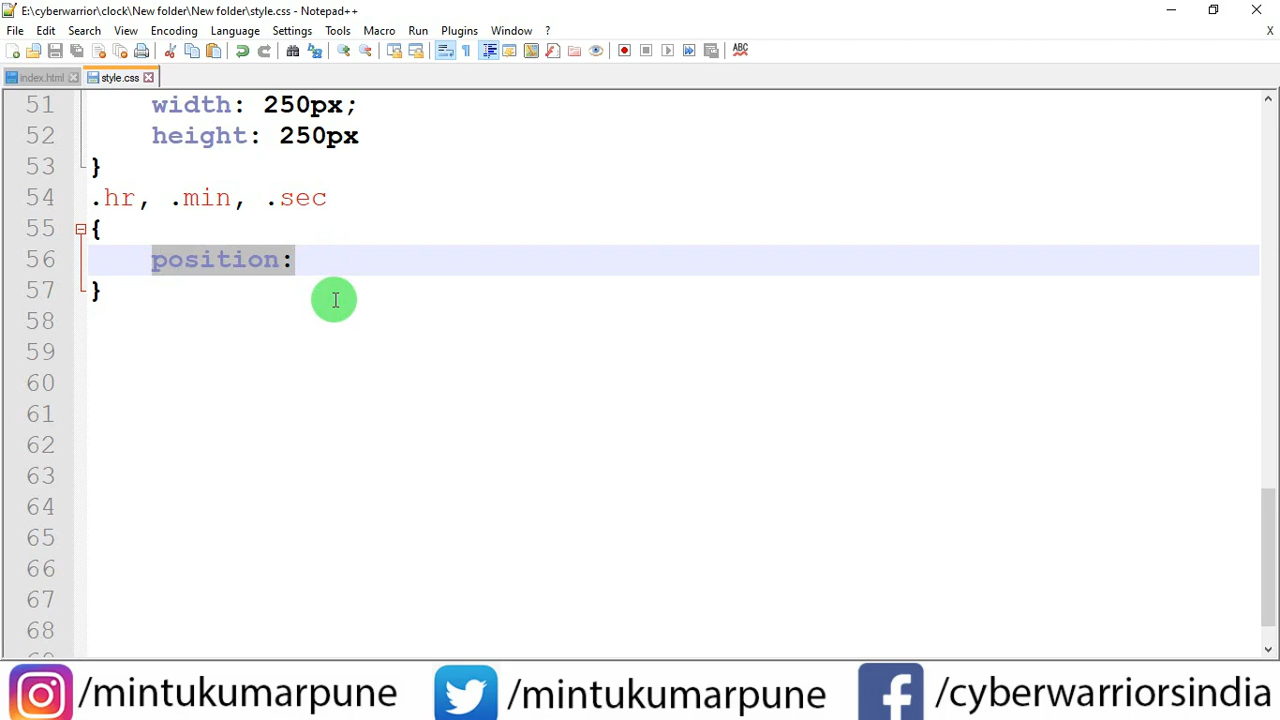 E:\cyberwarrior\clock\New folder\New folder\style.css - Notepad++
File Edit Search View Encoding Language Settings Tools Macro Run Plugins Window ? X
ABC
index.html style.css
51 width: 250px;
52 height: 250px
53 }
54 .hr, .min, .sec
55 {
56 position:
57 }
58
59
60
61
62
63
64
65
66
67
68
/mintukumarpune /mintukumarpune /cyberwarriorsindia